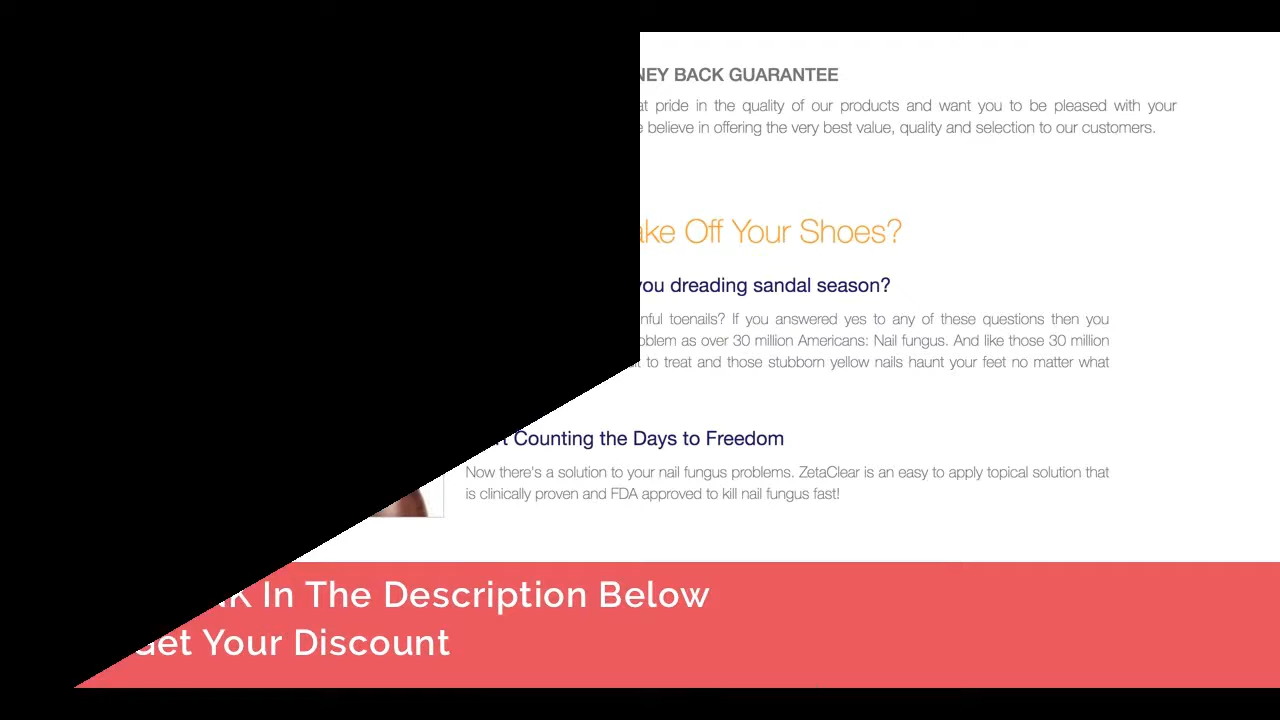 NEY BACK GUARANTEE
at pride in the quality of our products and want you to be pleased with your
e believe in offering the very best value, quality and selection to our customers.
ake Off Your Shoes?
you dreading sandal season?
nful toenails? If you answered yes to any of these questions then you
oblem as over 30 million Americans: Nail fungus. And like those 30 million
to treat and those stubborn yellow nails haunt your feet no matter what
Counting the Days to Freedom
Now there's a solution to your nail fungus problems. ZetaClear is an easy to apply topical solution that
is clinically proven and FDA approved to kill nail fungus fast!
In The Description Below
Get Your Discount